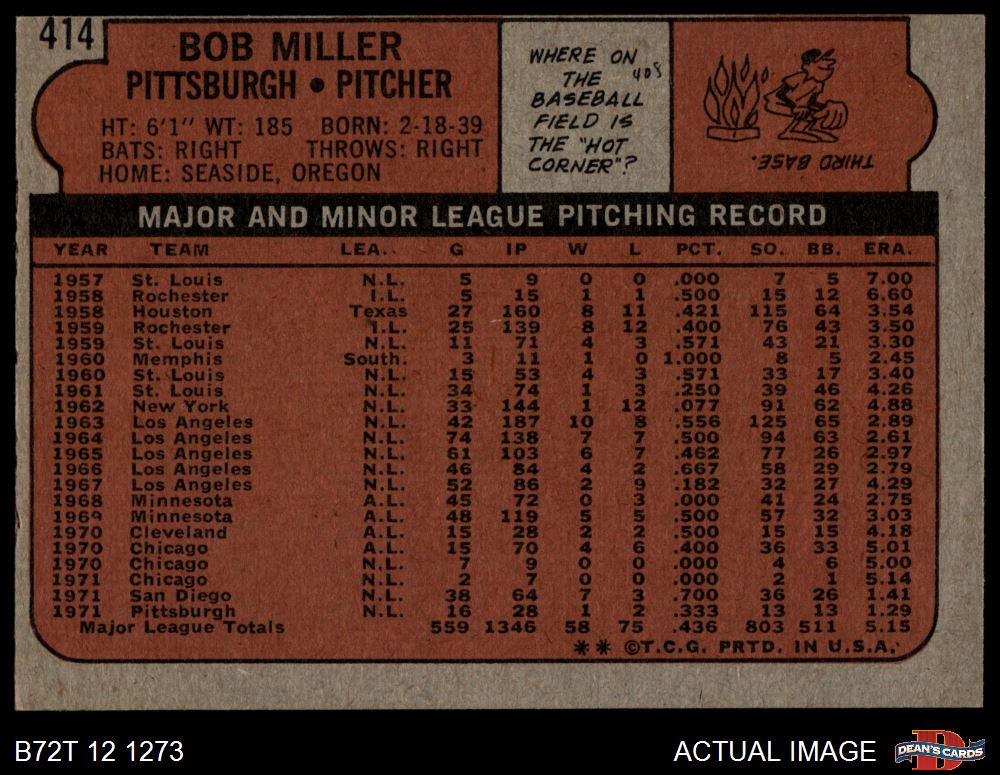 414
BOB MILLER
PITTSBURGH • PITCHER
HT: 6'1" WT: 185 BORN: 2-18-39
BATS: RIGHT THROWS: RIGHT
HOME: SEASIDE, OREGON
WHERE ON
THE 408
BASEBALL
FIELD IS
THE "HOT
CORNER"?
THIRD BASE.
MAJOR AND MINOR LEAGUE PITCHING RECORD
YEAR TEAM LEA. G IP W L PCT. SO. BB. ERA.
1957 St. Louis N.L. 5 9 0 0 .000 7 5 7.00
1958 Rochester I.L. 5 15 1 1 .500 15 12 6.60
1958 Houston Texas 27 160 8 11 .421 115 64 3.54
1959 Rochester I.L. 25 139 8 12 .400 76 43 3.50
1959 St. Louis N.L. 11 71 4 3 .571 43 21 3.30
1960 Memphis South. 3 11 1 0 1.000 8 5 2.45
1960 St. Louis N.L. 15 53 4 3 .571 33 17 3.40
1961 St. Louis N.L. 34 74 1 3 .250 39 46 4.26
1962 New York N.L. 33 144 1 12 .077 91 62 4.88
1963 Los Angeles N.L. 42 187 10 8 .556 125 65 2.89
1964 Los Angeles N.L. 74 138 7 7 .500 94 63 2.61
1965 Los Angeles N.L. 61 103 6 7 .462 77 26 2.97
1966 Los Angeles N.L. 46 84 4 2 .667 58 29 2.79
1967 Los Angeles N.L. 52 86 2 9 .182 32 27 4.29
1968 Minnesota A.L. 45 72 0 3 .000 41 24 2.75
1969 Minnesota A.L. 48 119 5 5 .500 57 32 3.03
1970 Cleveland A.L. 15 28 2 2 .500 15 15 4.18
1970 Chicago A.L. 15 70 4 6 .400 36 33 5.01
1970 Chicago N.L. 7 9 0 0 .000 4 6 5.00
1971 Chicago N.L. 2 7 0 0 .000 2 1 5.14
1971 San Diego N.L. 38 64 7 3 .700 36 26 1.41
1971 Pittsburgh N.L. 16 28 1 2 .333 13 13 1.29
Major League Totals 559 1346 58 75 .436 803 511 5.15
** ©T.C.G. PRTD. IN U.S.A.
B72T 12 1273
ACTUAL IMAGE
DEAN'S CARDS